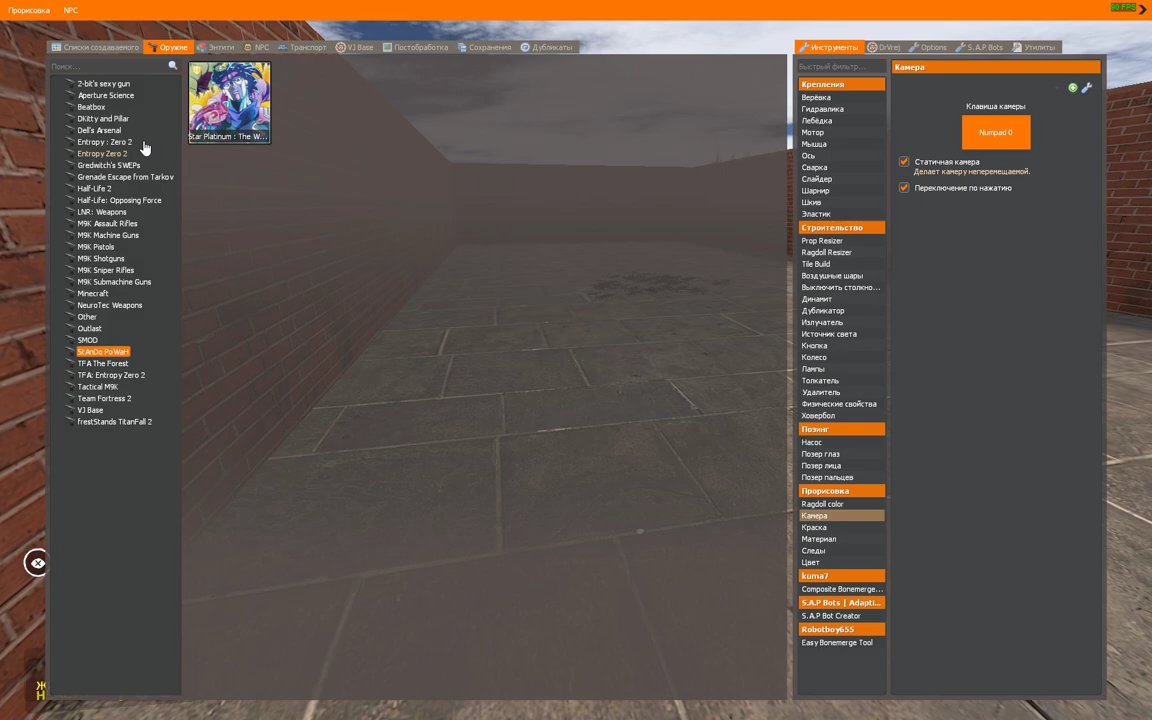 Прорисовка NPC
90 FPS
Списки создаваемого Оружие Энтити NPC Транспорт VJ Base Постобработка Сохранения Дубликаты
Инструменты DrVrej Options S.A.P Bots Утилиты
Поиск...
2-bit's sexy gun
Aperture Science
Beatbox
DKitty and Pillar
Dell's Arsenal
Entropy : Zero 2
Entropy Zero 2
Gredwitch's SWEPs
Grenade Escape from Tarkov
Half-Life 2
Half-Life: Opposing Force
LNR: Weapons
M9K Assault Rifles
M9K Machine Guns
M9K Pistols
M9K Shotguns
M9K Sniper Rifles
M9K Submachine Guns
Minecraft
NeuroTec Weapons
Other
Outlast
SMOD
StAnDo PoWaH
TFA The Forest
TFA: Entropy Zero 2
Tactical M9K
Team Fortress 2
VJ Base
frestStands TitanFall 2
Star Platinum : The W...
Быстрый фильтр...
Крепления
Верёвка
Гидравлика
Лебёдка
Мотор
Мышца
Ось
Сварка
Слайдер
Шарнир
Шкив
Эластик
Строительство
Prop Resizer
Ragdoll Resizer
Tile Build
Воздушные шары
Выключить столкно...
Динамит
Дубликатор
Излучатель
Источник света
Кнопка
Колесо
Лампы
Толкатель
Удалитель
Физические свойства
Ховербол
Позинг
Насос
Позер глаз
Позер лица
Позер пальцев
Прорисовка
Ragdoll color
Камера
Краска
Материал
Следы
Цвет
kuma7
Composite Bonemerge...
S.A.P Bots | Adapti...
S.A.P Bot Creator
Robotboy655
Easy Bonemerge Tool
Камера
Клавиша камеры
Numpad 0
Статичная камера
Делает камеру неперемещаемой.
Переключение по нажатию
Ж
Н